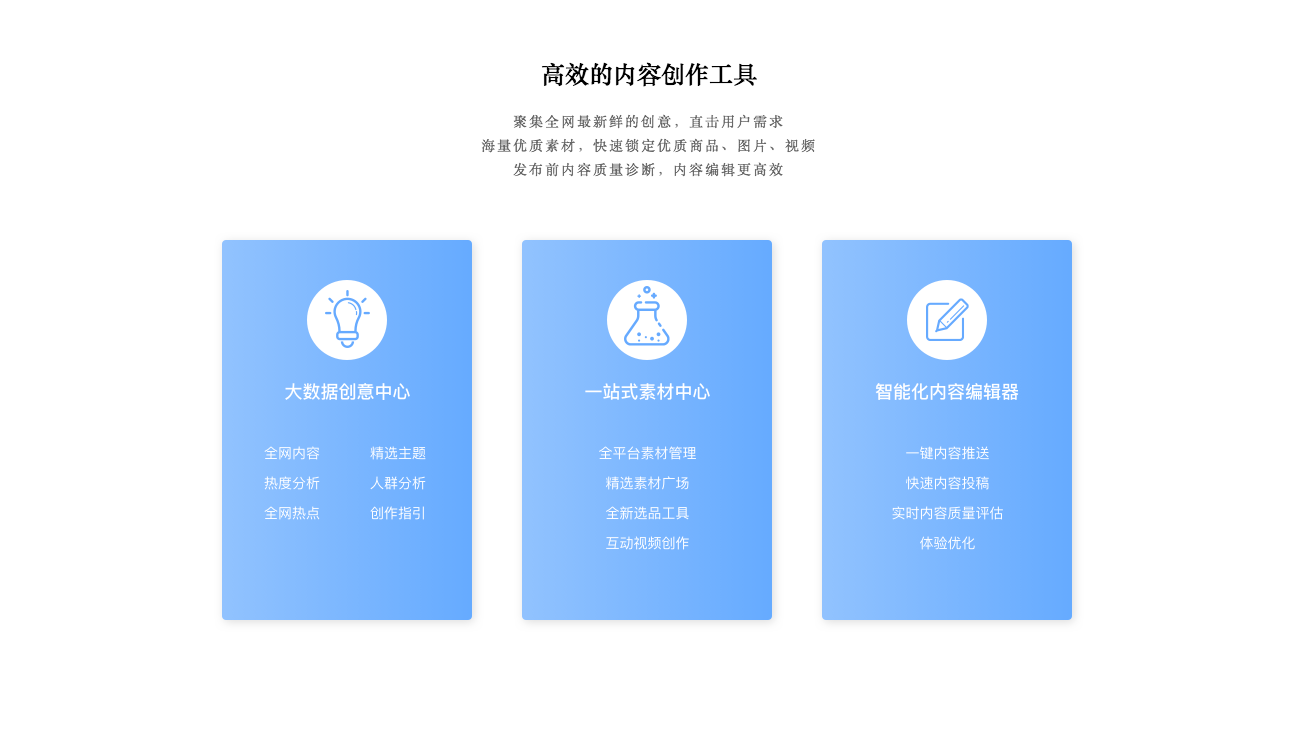 高效的内容创作工具
聚集全网最新鲜的创意，直击用户需求
海量优质素材，快速锁定优质商品、图片、视频
发布前内容质量诊断，内容编辑更高效
大数据创意中心
全网内容 精选主题
热度分析 人群分析
全网热点 创作指引
一站式素材中心
全平台素材管理
精选素材广场
全新选品工具
互动视频创作
智能化内容编辑器
一键内容推送
快速内容投稿
实时内容质量评估
体验优化